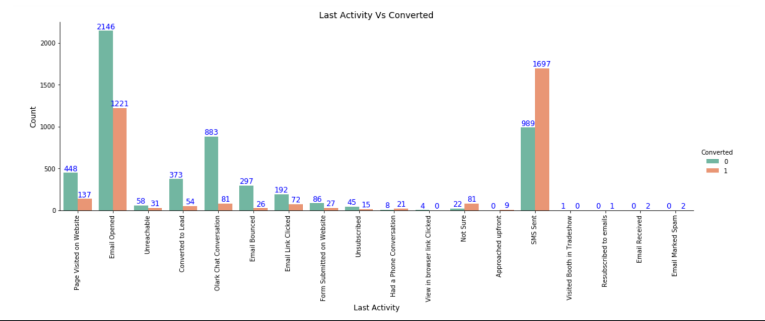 Last Activity Vs Converted
2146
1221
1697
989
883
448
373
297
192
137
58
31
54
81
26
72
86
27
45
15
8
21
4
0
22
81
0
9
1
0
0
1
0
2
0
2
2000
1500
1000
500
0
Count
Page Visited on Website
Email Opened
Unreachable
Converted to Lead
Olark Chat Conversation
Email Bounced
Email Link Clicked
Form Submitted on Website
Unsubscribed
Had a Phone Conversation
View in browser link Clicked
Not Sure
Approached upfront
SMS Sent
Visited Booth in Tradeshow
Resubscribed to emails
Email Received
Email Marked Spam
Last Activity
Converted
0
1